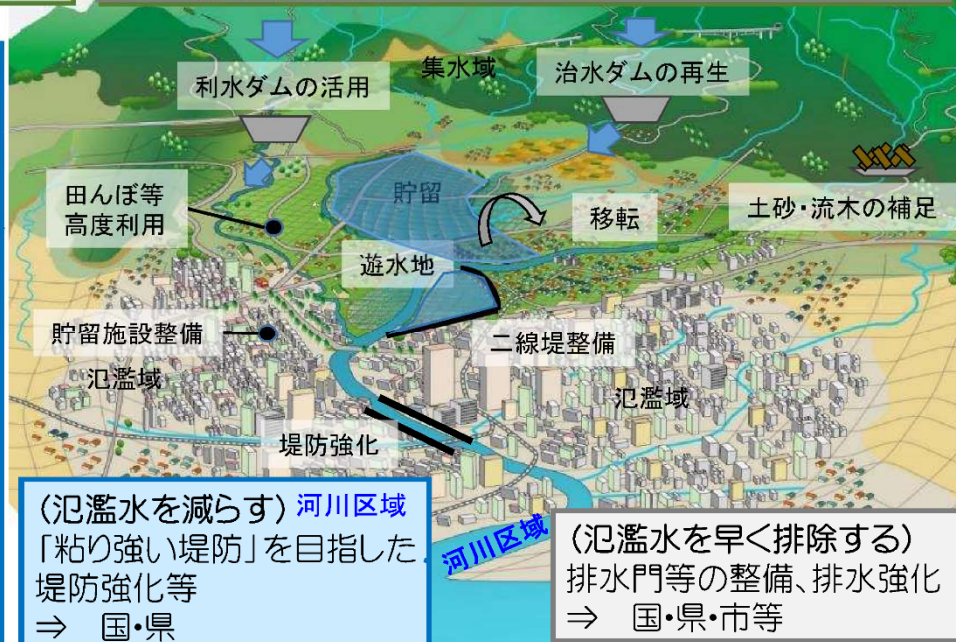 集水域
利水ダムの活用
治水ダムの再生
田んぼ等
高度利用
貯留
移転
土砂・流木の補足
遊水地
貯留施設整備
二線堤整備
氾濫域
氾濫域
堤防強化
(氾濫水を減らす) 河川区域
「粘り強い堤防」を目指した
堤防強化等
⇒ 国・県
河川区域
(氾濫水を早く排除する)
排水門等の整備、排水強化
⇒ 国・県・市等